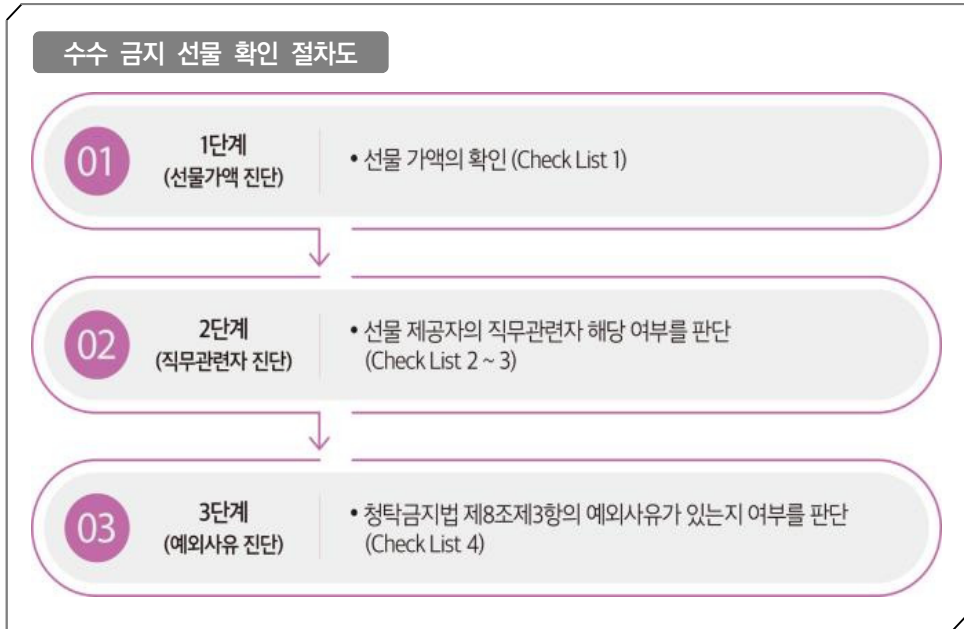 수수 금지 선물 확인 절차도
01
1단계
(선물가액 진단)
• 선물 가액의 확인 (Check List 1)
02
2단계
(직무관련자 진단)
• 선물 제공자의 직무관련자 해당 여부를 판단
(Check List 2 ~ 3)
03
3단계
(예외사유 진단)
• 청탁금지법 제8조제3항의 예외사유가 있는지 여부를 판단
(Check List 4)